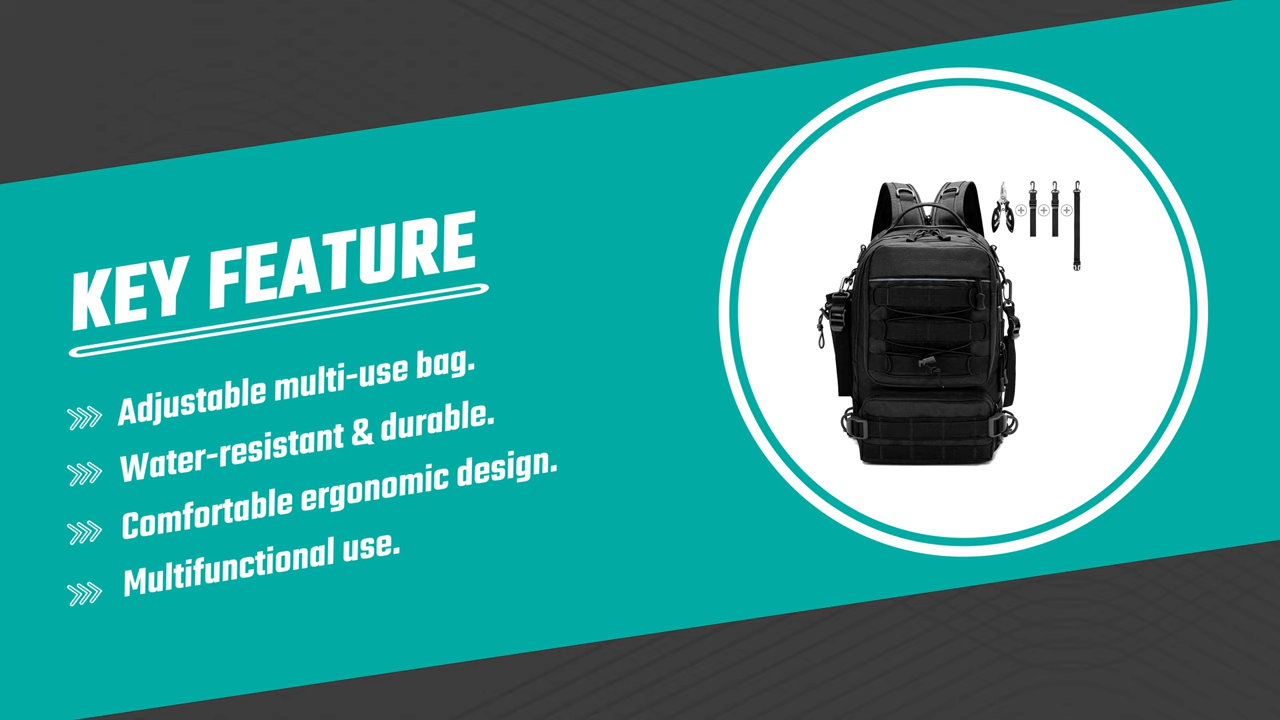 KEY FEATURE
Adjustable multi-use bag.
Water-resistant & durable.
Comfortable ergonomic design.
Multifunctional use.